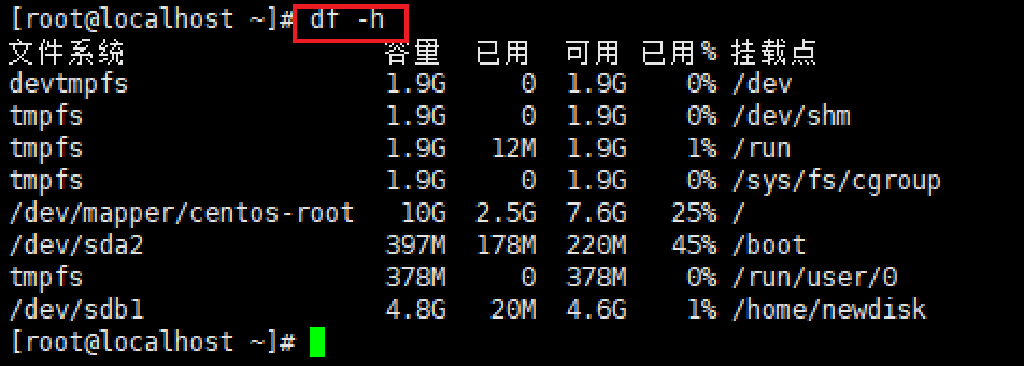 [root@localhost ~]# df -h
文件系统 容量 已用 可用 已用% 挂载点
devtmpfs 1.9G 0 1.9G 0% /dev
tmpfs 1.9G 0 1.9G 0% /dev/shm
tmpfs 1.9G 12M 1.9G 1% /run
tmpfs 1.9G 0 1.9G 0% /sys/fs/cgroup
/dev/mapper/centos-root 10G 2.5G 7.6G 25% /
/dev/sda2 397M 178M 220M 45% /boot
tmpfs 378M 0 378M 0% /run/user/0
/dev/sdb1 4.8G 20M 4.6G 1% /home/newdisk
[root@localhost ~]#